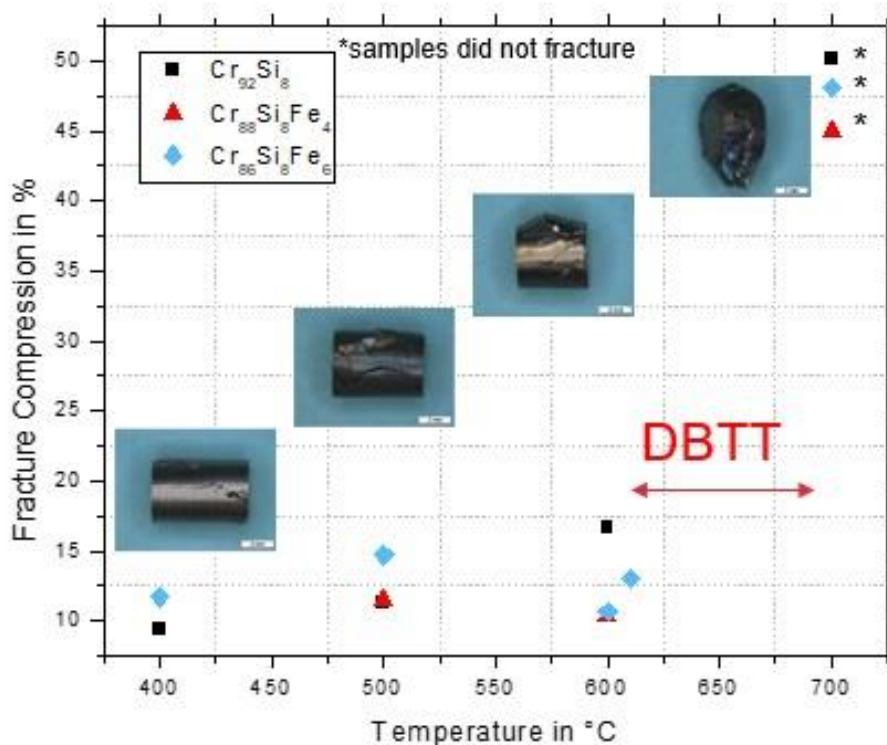 *samples did not fracture
Cr₉₂Si₈
Cr₈₈Si₈Fe₄
Cr₈₆Si₈Fe₆
50
45
40
35
30
25
20
15
10
Fracture Compression in %
*
*
*
DBTT
400
450
500
550
600
650
700
Temperature in °C